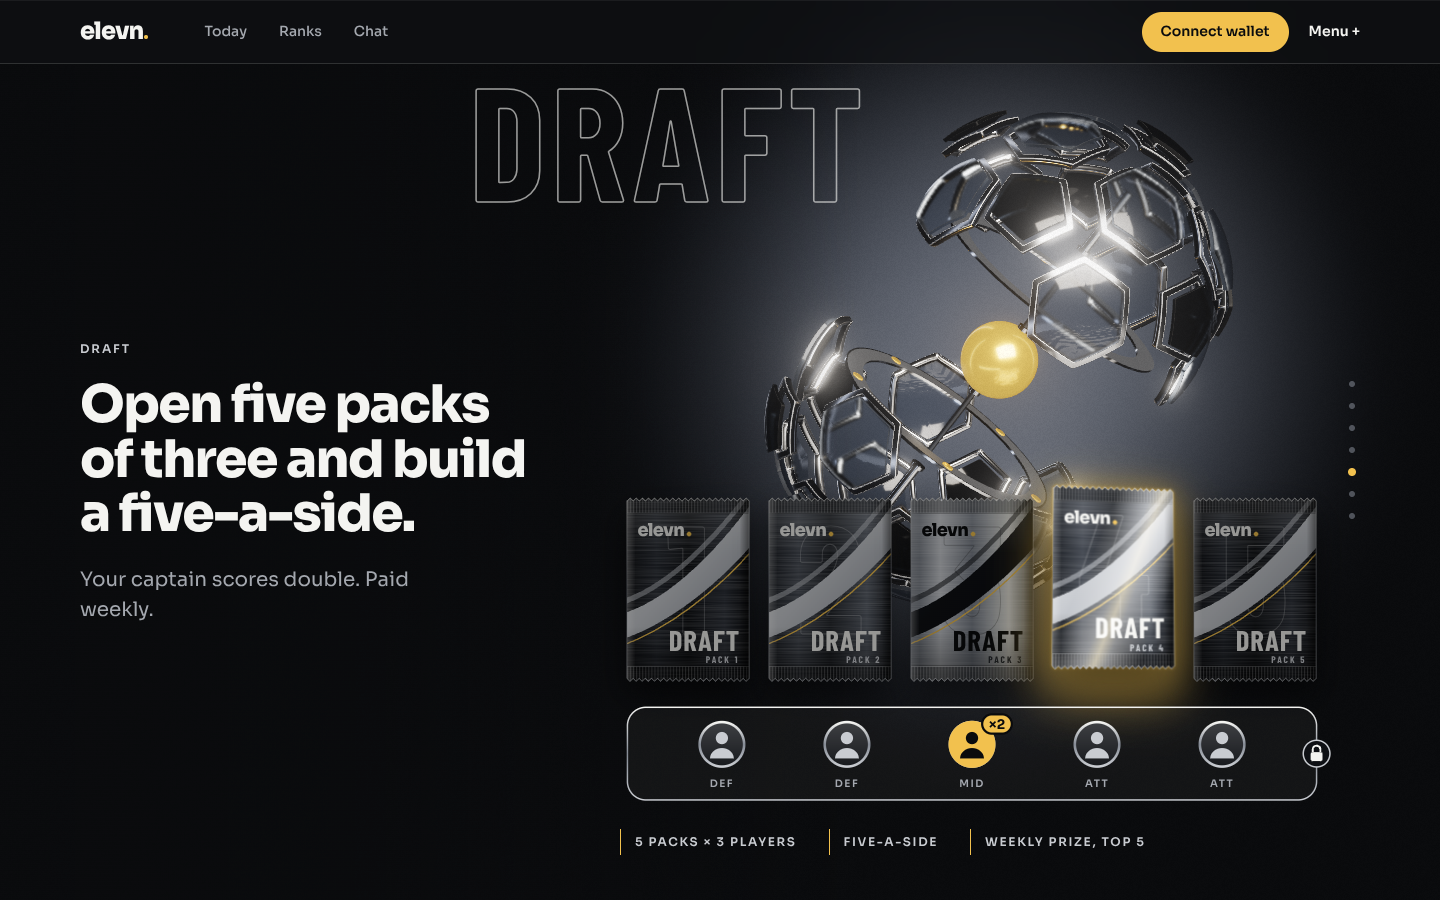 elevn.
Today
Ranks
Chat
Connect wallet
Menu +
DRAFT
DRAFT
Open five packs
of three and build
a five-a-side.
Your captain scores double. Paid
weekly.
elevn.
DRAFT
PACK 1
elevn.
DRAFT
PACK 2
elevn.
DRAFT
PACK 3
elevn.
DRAFT
PACK 4
elevn.
DRAFT
PACK 5
×2
DEF
DEF
MID
ATT
ATT
5 PACKS × 3 PLAYERS
FIVE-A-SIDE
WEEKLY PRIZE, TOP 5